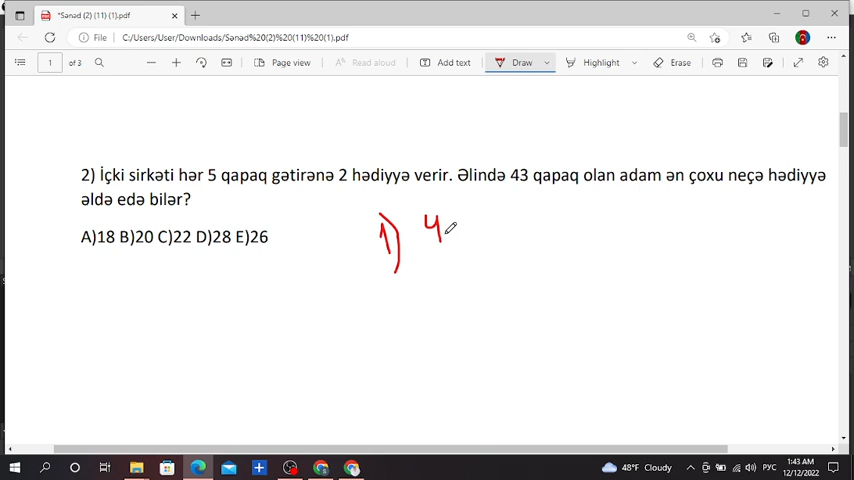 *Sənəd (2) (11) (1).pdf
File C:/Users/User/Downloads/Sənəd%20(2)%20(11)%20(1).pdf
1 of 3 Page view Read aloud Add text Draw Highlight Erase
2) İçki sirkəti hər 5 qapaq gətirənə 2 hədiyyə verir. Əlində 43 qapaq olan adam ən çoxu neçə hədiyyə
əldə edə bilər?
A)18 B)20 C)22 D)28 E)26
1) 4
48°F Cloudy РУС 1:43 AM
12/12/2022